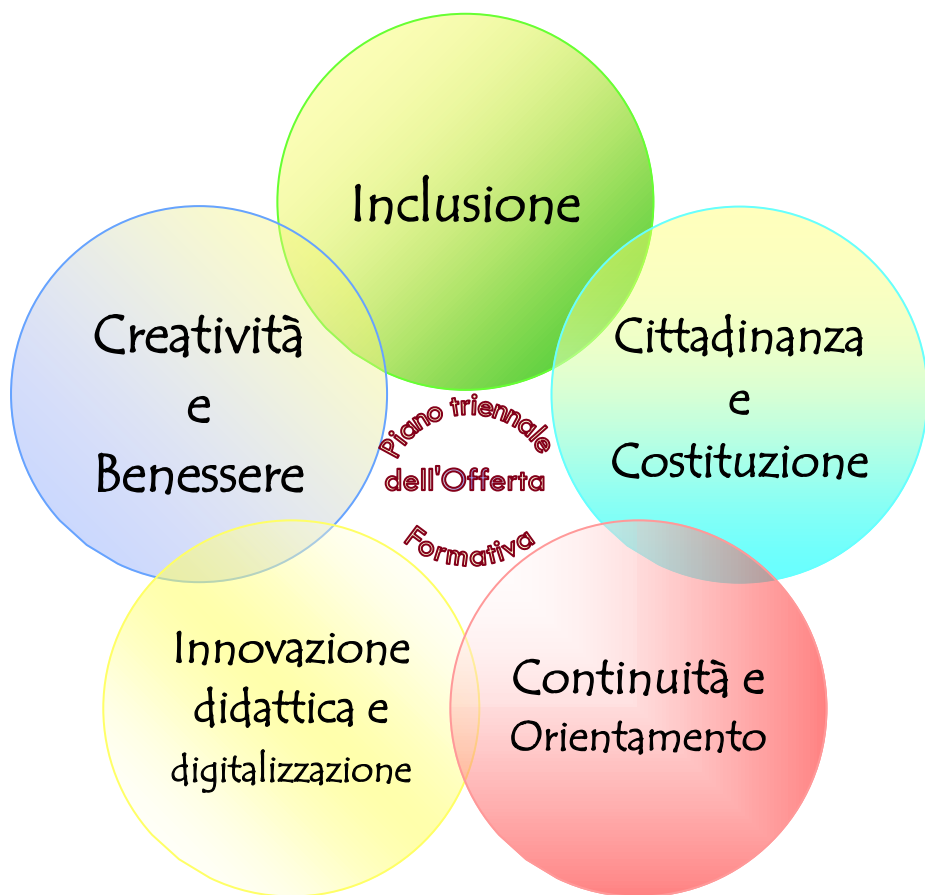 Inclusione
Creatività
e
Benessere
Cittadinanza
e
Costituzione
Piano triennale
dell'Offerta
Formativa
Innovazione
didattica e
digitalizzazione
Continuità e
Orientamento